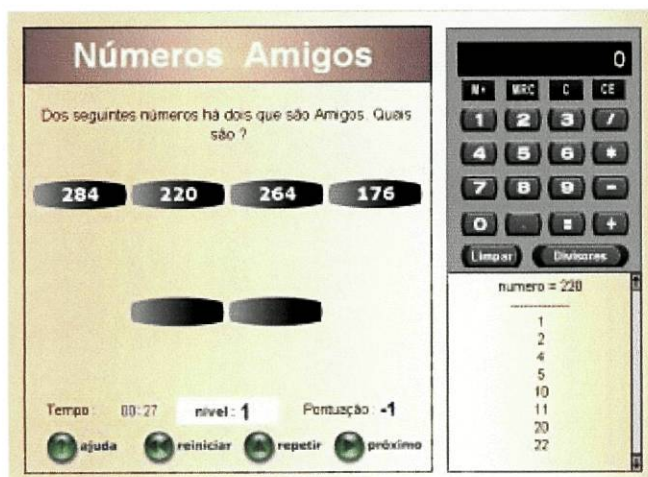 Números Amigos
Dos seguintes números há dois que são Amigos. Quais
são ?
284 220 264 176
Tempo : 00:27 nível : 1 Pontuação : -1
ajuda reiniciar repetir próximo
0
M+ MRC C CE
1 2 3 /
4 5 6 *
7 8 9 -
0 . = +
Limpar Divisores
numero = 220
------------
1
2
4
5
10
11
20
22